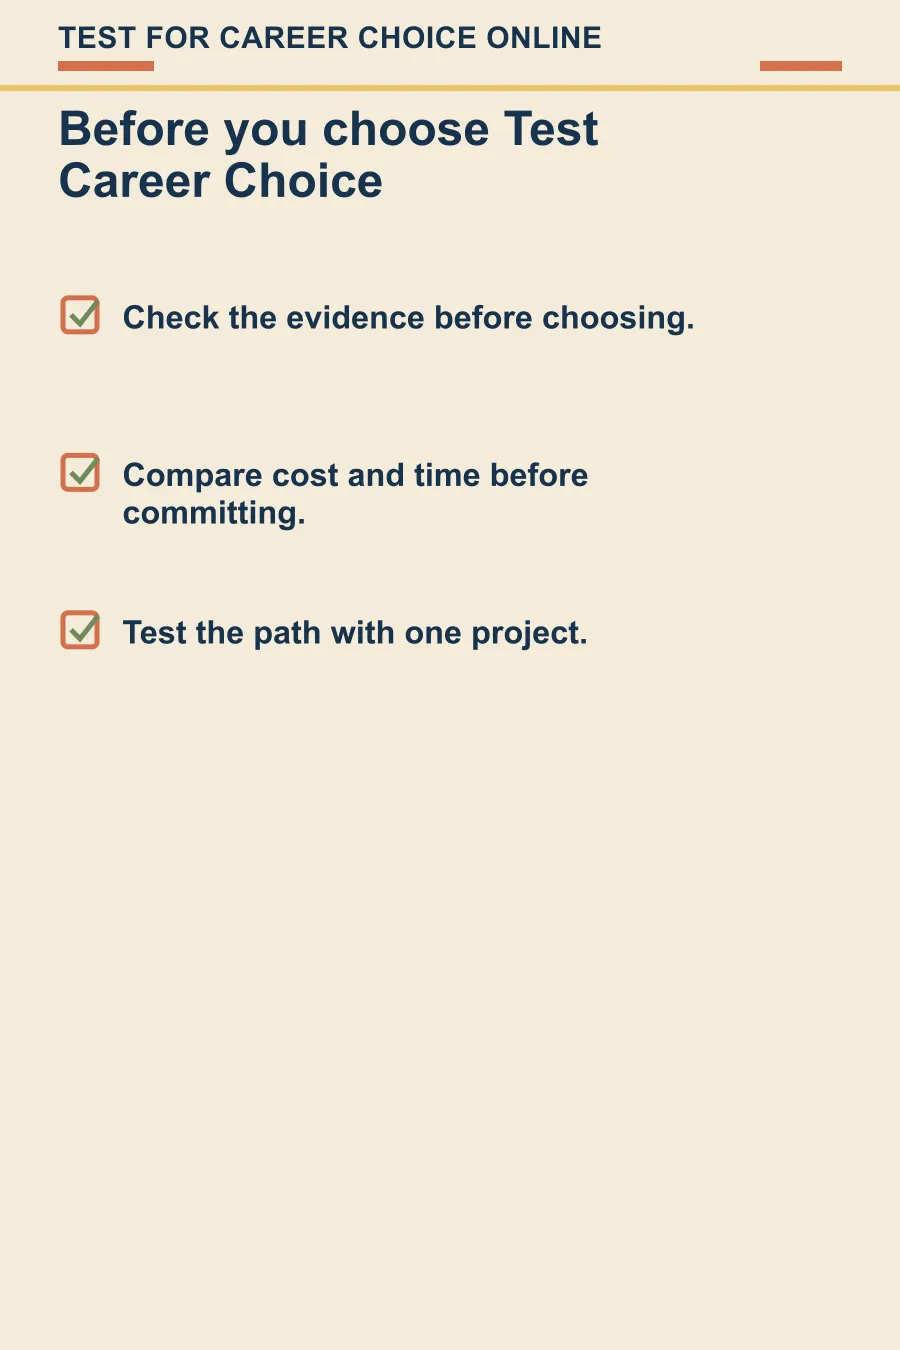 TEST FOR CAREER CHOICE ONLINE
Before you choose Test
Career Choice
Check the evidence before choosing.
Compare cost and time before
committing.
Test the path with one project.